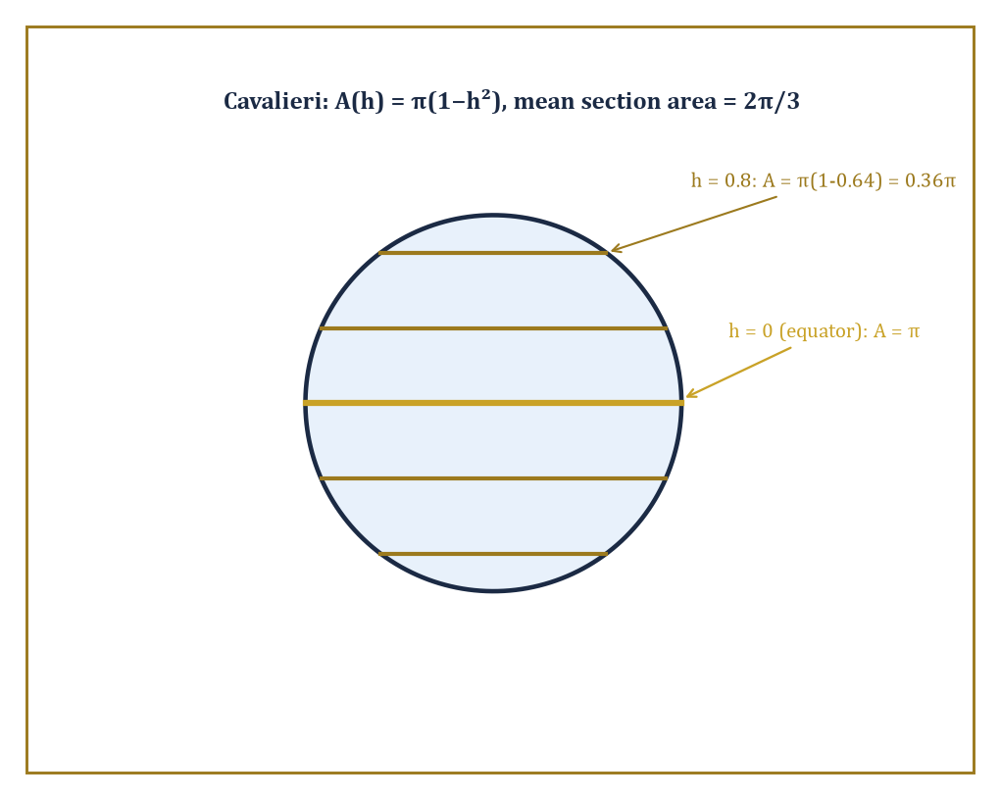 Cavalieri: A(h) = π(1−h²), mean section area = 2π/3
h = 0.8: A = π(1-0.64) = 0.36π
h = 0 (equator): A = π